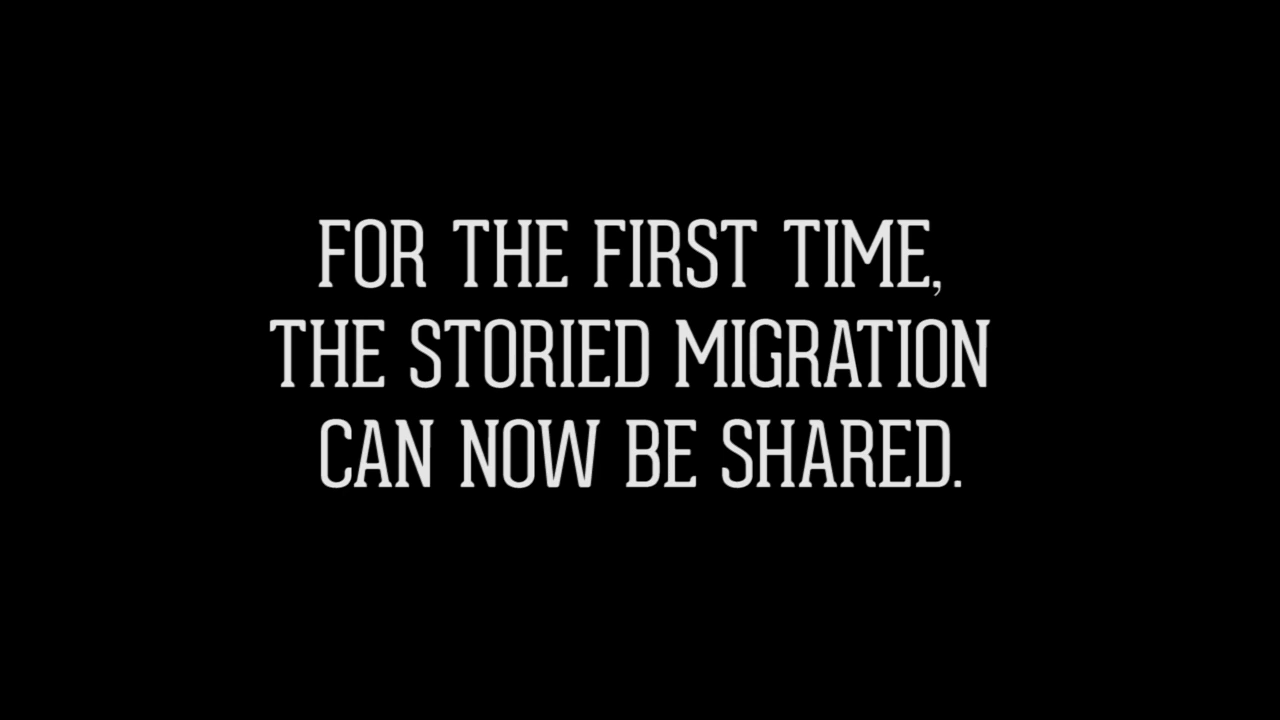 FOR THE FIRST TIME,
THE STORIED MIGRATION
CAN NOW BE SHARED.